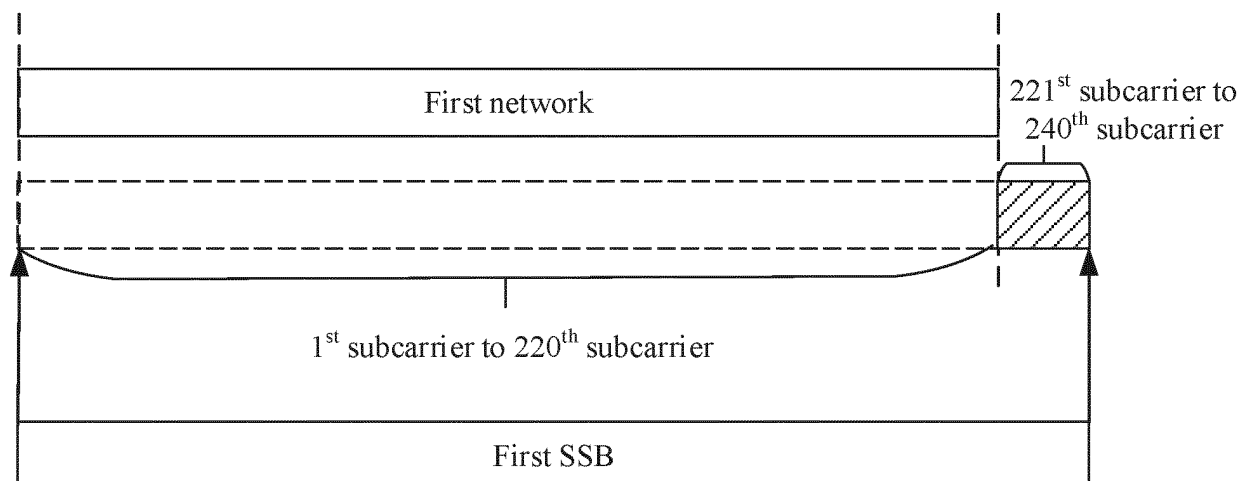 First network
221st subcarrier to
240th subcarrier
1st subcarrier to 220th subcarrier
First SSB